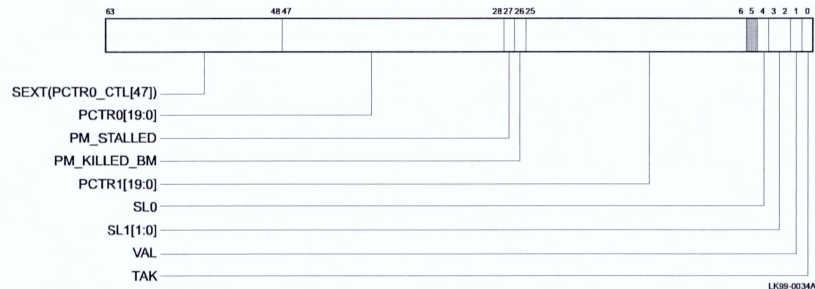 63 48 47 28 27 26 25 6 5 4 3 2 1 0
SEXT(PCTR0_CTL[47])
PCTR0[19:0]
PM_STALLED
PM_KILLED_BM
PCTR1[19:0]
SL0
SL1[1:0]
VAL
TAK
LK99-0034A